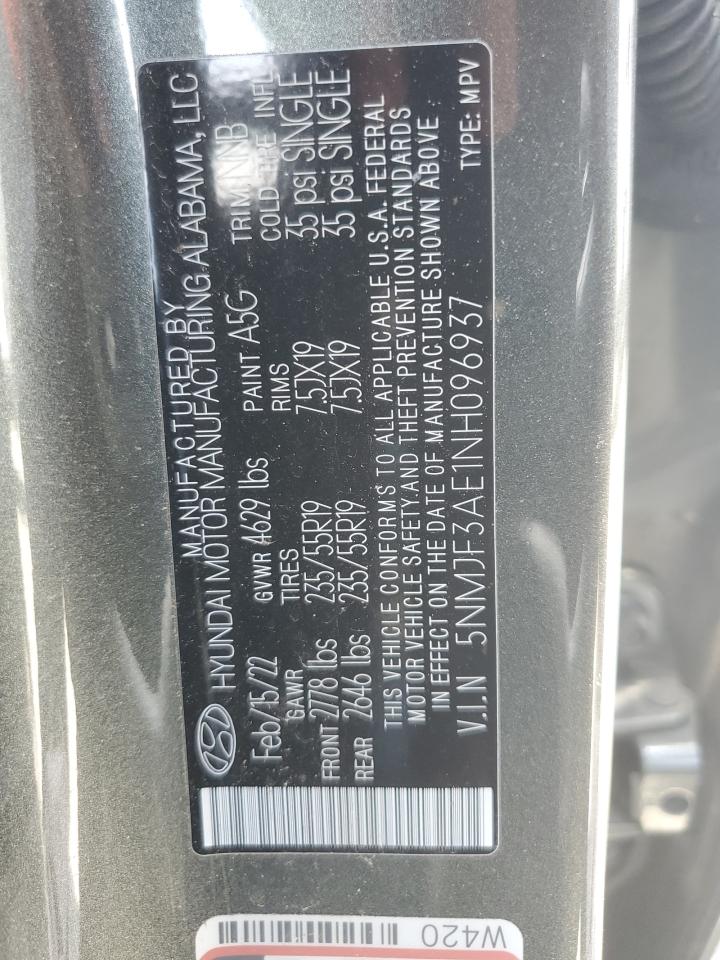 MANUFACTURED BY
HYUNDAI MOTOR MANUFACTURING ALABAMA, LLC
Feb/15/22 GVWR 4629 lbs PAINT A5G TRIM NNB
GAWR TIRES RIMS COLD TIRE INFL
FRONT 2778 lbs 235/55R19 7.5JX19 35 psi SINGLE
REAR 2646 lbs 235/55R19 7.5JX19 35 psi SINGLE
THIS VEHICLE CONFORMS TO ALL APPLICABLE U.S.A. FEDERAL
MOTOR VEHICLE SAFETY AND THEFT PREVENTION STANDARDS
IN EFFECT ON THE DATE OF MANUFACTURE SHOWN ABOVE
V.I.N 5NMJF3AE1NH096937 TYPE: MPV
W420